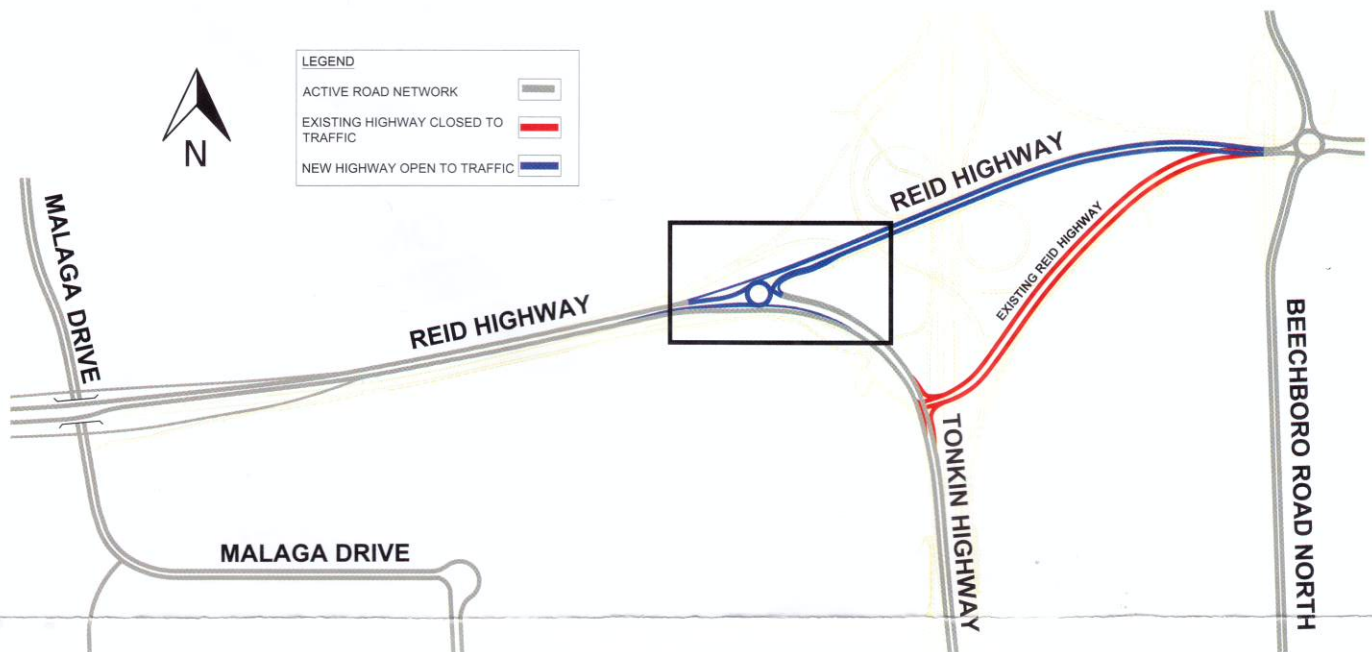 LEGEND
ACTIVE ROAD NETWORK
EXISTING HIGHWAY CLOSED TO
TRAFFIC
NEW HIGHWAY OPEN TO TRAFFIC
N
MALAGA DRIVE
REID HIGHWAY
REID HIGHWAY
EXISTING REID HIGHWAY
BEECHBORO ROAD NORTH
TONKIN HIGHWAY
MALAGA DRIVE